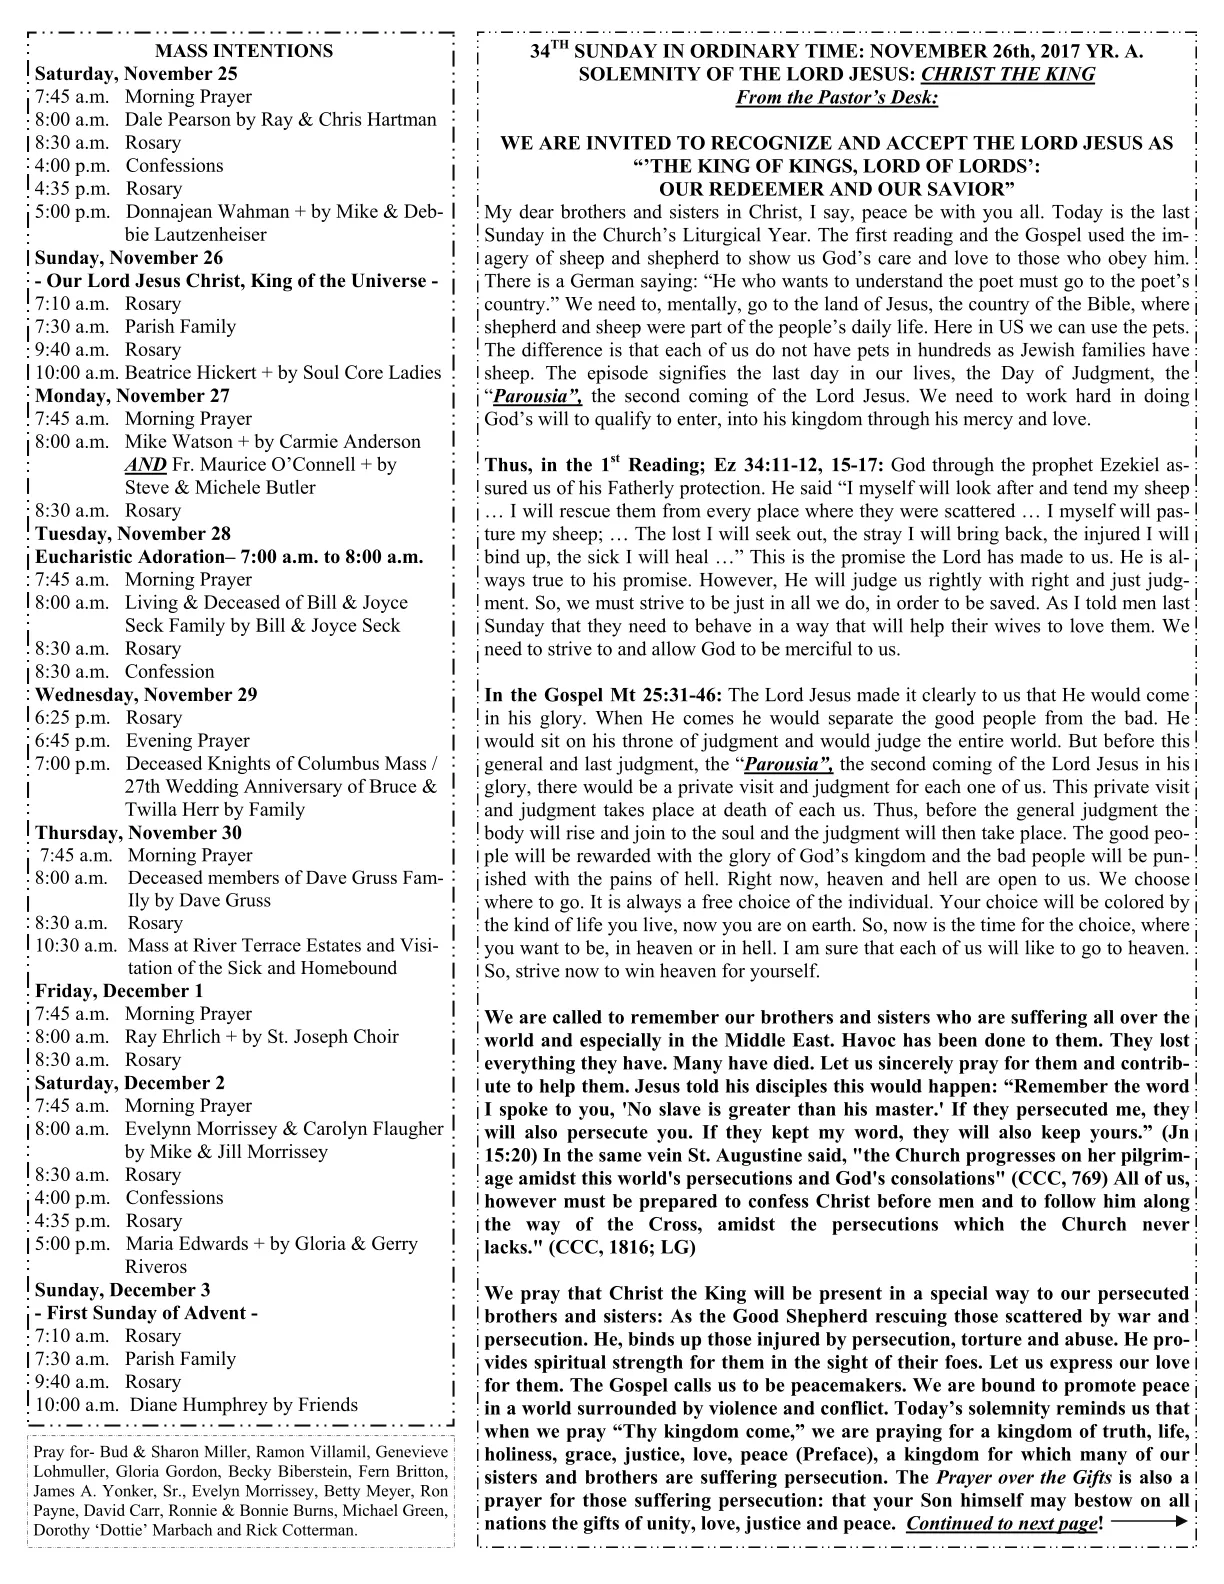 MASS INTENTIONS
Saturday, November 25
7:45 a.m. Morning Prayer
8:00 a.m. Dale Pearson by Ray & Chris Hartman
8:30 a.m. Rosary
4:00 p.m. Confessions
4:35 p.m. Rosary
5:00 p.m. Donnajean Wahman + by Mike & Deb-
bie Lautzenheiser
Sunday, November 26
- Our Lord Jesus Christ, King of the Universe -
7:10 a.m. Rosary
7:30 a.m. Parish Family
9:40 a.m. Rosary
10:00 a.m. Beatrice Hickert + by Soul Core Ladies
Monday, November 27
7:45 a.m. Morning Prayer
8:00 a.m. Mike Watson + by Carmie Anderson
AND Fr. Maurice O’Connell + by
Steve & Michele Butler
8:30 a.m. Rosary
Tuesday, November 28
Eucharistic Adoration– 7:00 a.m. to 8:00 a.m.
7:45 a.m. Morning Prayer
8:00 a.m. Living & Deceased of Bill & Joyce
Seck Family by Bill & Joyce Seck
8:30 a.m. Rosary
8:30 a.m. Confession
Wednesday, November 29
6:25 p.m. Rosary
6:45 p.m. Evening Prayer
7:00 p.m. Deceased Knights of Columbus Mass /
27th Wedding Anniversary of Bruce &
Twilla Herr by Family
Thursday, November 30
7:45 a.m. Morning Prayer
8:00 a.m. Deceased members of Dave Gruss Fam-
Ily by Dave Gruss
8:30 a.m. Rosary
10:30 a.m. Mass at River Terrace Estates and Visi-
tation of the Sick and Homebound
Friday, December 1
7:45 a.m. Morning Prayer
8:00 a.m. Ray Ehrlich + by St. Joseph Choir
8:30 a.m. Rosary
Saturday, December 2
7:45 a.m. Morning Prayer
8:00 a.m. Evelynn Morrissey & Carolyn Flaugher
by Mike & Jill Morrissey
8:30 a.m. Rosary
4:00 p.m. Confessions
4:35 p.m. Rosary
5:00 p.m. Maria Edwards + by Gloria & Gerry
Riveros
Sunday, December 3
- First Sunday of Advent -
7:10 a.m. Rosary
7:30 a.m. Parish Family
9:40 a.m. Rosary
10:00 a.m. Diane Humphrey by Friends
Pray for- Bud & Sharon Miller, Ramon Villamil, Genevieve
Lohmuller, Gloria Gordon, Becky Biberstein, Fern Britton,
James A. Yonker, Sr., Evelyn Morrissey, Betty Meyer, Ron
Payne, David Carr, Ronnie & Bonnie Burns, Michael Green,
Dorothy ‘Dottie’ Marbach and Rick Cotterman.
34TH SUNDAY IN ORDINARY TIME: NOVEMBER 26th, 2017 YR. A.
SOLEMNITY OF THE LORD JESUS: CHRIST THE KING
From the Pastor’s Desk:
WE ARE INVITED TO RECOGNIZE AND ACCEPT THE LORD JESUS AS
“’THE KING OF KINGS, LORD OF LORDS’:
OUR REDEEMER AND OUR SAVIOR”
My dear brothers and sisters in Christ, I say, peace be with you all. Today is the last
Sunday in the Church’s Liturgical Year. The first reading and the Gospel used the im-
agery of sheep and shepherd to show us God’s care and love to those who obey him.
There is a German saying: “He who wants to understand the poet must go to the poet’s
country.” We need to, mentally, go to the land of Jesus, the country of the Bible, where
shepherd and sheep were part of the people’s daily life. Here in US we can use the pets.
The difference is that each of us do not have pets in hundreds as Jewish families have
sheep. The episode signifies the last day in our lives, the Day of Judgment, the
“Parousia”, the second coming of the Lord Jesus. We need to work hard in doing
God’s will to qualify to enter, into his kingdom through his mercy and love.
Thus, in the 1st Reading; Ez 34:11-12, 15-17: God through the prophet Ezekiel as-
sured us of his Fatherly protection. He said “I myself will look after and tend my sheep
… I will rescue them from every place where they were scattered … I myself will pas-
ture my sheep; … The lost I will seek out, the stray I will bring back, the injured I will
bind up, the sick I will heal …” This is the promise the Lord has made to us. He is al-
ways true to his promise. However, He will judge us rightly with right and just judg-
ment. So, we must strive to be just in all we do, in order to be saved. As I told men last
Sunday that they need to behave in a way that will help their wives to love them. We
need to strive to and allow God to be merciful to us.
In the Gospel Mt 25:31-46: The Lord Jesus made it clearly to us that He would come
in his glory. When He comes he would separate the good people from the bad. He
would sit on his throne of judgment and would judge the entire world. But before this
general and last judgment, the “Parousia”, the second coming of the Lord Jesus in his
glory, there would be a private visit and judgment for each one of us. This private visit
and judgment takes place at death of each us. Thus, before the general judgment the
body will rise and join to the soul and the judgment will then take place. The good peo-
ple will be rewarded with the glory of God’s kingdom and the bad people will be pun-
ished with the pains of hell. Right now, heaven and hell are open to us. We choose
where to go. It is always a free choice of the individual. Your choice will be colored by
the kind of life you live, now you are on earth. So, now is the time for the choice, where
you want to be, in heaven or in hell. I am sure that each of us will like to go to heaven.
So, strive now to win heaven for yourself.
We are called to remember our brothers and sisters who are suffering all over the
world and especially in the Middle East. Havoc has been done to them. They lost
everything they have. Many have died. Let us sincerely pray for them and contrib-
ute to help them. Jesus told his disciples this would happen: “Remember the word
I spoke to you, 'No slave is greater than his master.' If they persecuted me, they
will also persecute you. If they kept my word, they will also keep yours.” (Jn
15:20) In the same vein St. Augustine said, "the Church progresses on her pilgrim-
age amidst this world's persecutions and God's consolations" (CCC, 769) All of us,
however must be prepared to confess Christ before men and to follow him along
the way of the Cross, amidst the persecutions which the Church never
lacks." (CCC, 1816; LG)
We pray that Christ the King will be present in a special way to our persecuted
brothers and sisters: As the Good Shepherd rescuing those scattered by war and
persecution. He, binds up those injured by persecution, torture and abuse. He pro-
vides spiritual strength for them in the sight of their foes. Let us express our love
for them. The Gospel calls us to be peacemakers. We are bound to promote peace
in a world surrounded by violence and conflict. Today’s solemnity reminds us that
when we pray “Thy kingdom come,” we are praying for a kingdom of truth, life,
holiness, grace, justice, love, peace (Preface), a kingdom for which many of our
sisters and brothers are suffering persecution. The Prayer over the Gifts is also a
prayer for those suffering persecution: that your Son himself may bestow on all
nations the gifts of unity, love, justice and peace. Continued to next page!